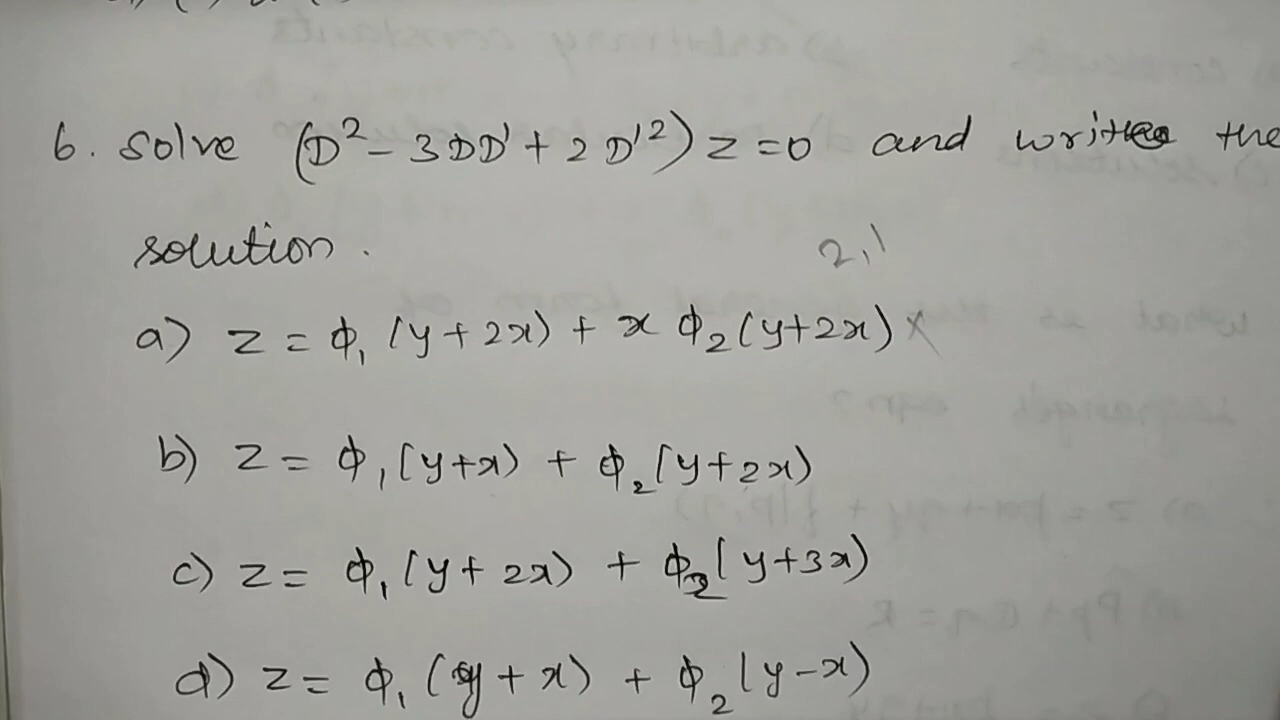 6. solve (D² - 3DD' + 2D'²) z = 0 and write the
solution.
2,1
a) z = ϕ₁ (y + 2x) + x ϕ₂ (y+2x) ×
b) z = ϕ₁ (y+x) + ϕ₂ (y+2x)
c) z = ϕ₁ (y + 2x) + ϕ₂ (y+3x)
d) z = ϕ₁ (y + x) + ϕ₂ (y-x)